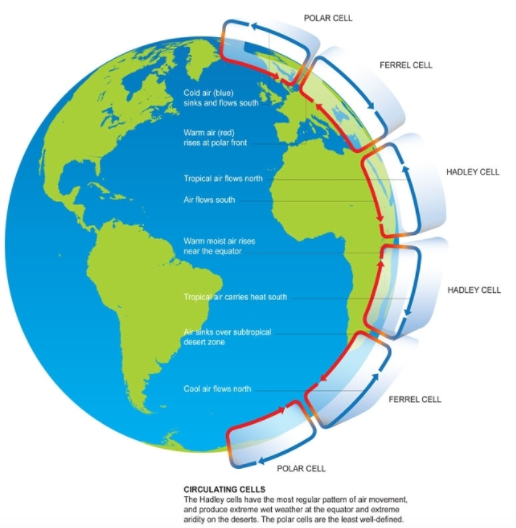 POLAR CELL
FERREL CELL
Cold air (blue)
sinks and flows south
Warm air (red)
rises at polar front
HADLEY CELL
Tropical air flows north
Air flows south
Warm moist air rises
near the equator
HADLEY CELL
Tropical air carries heat south
Air sinks over subtropical
desert zone
Cool air flows north
FERREL CELL
POLAR CELL
CIRCULATING CELLS
The Hadley cells have the most regular pattern of air movement,
and produce extreme wet weather at the equator and extreme
aridity on the deserts. The polar cells are the least well-defined.